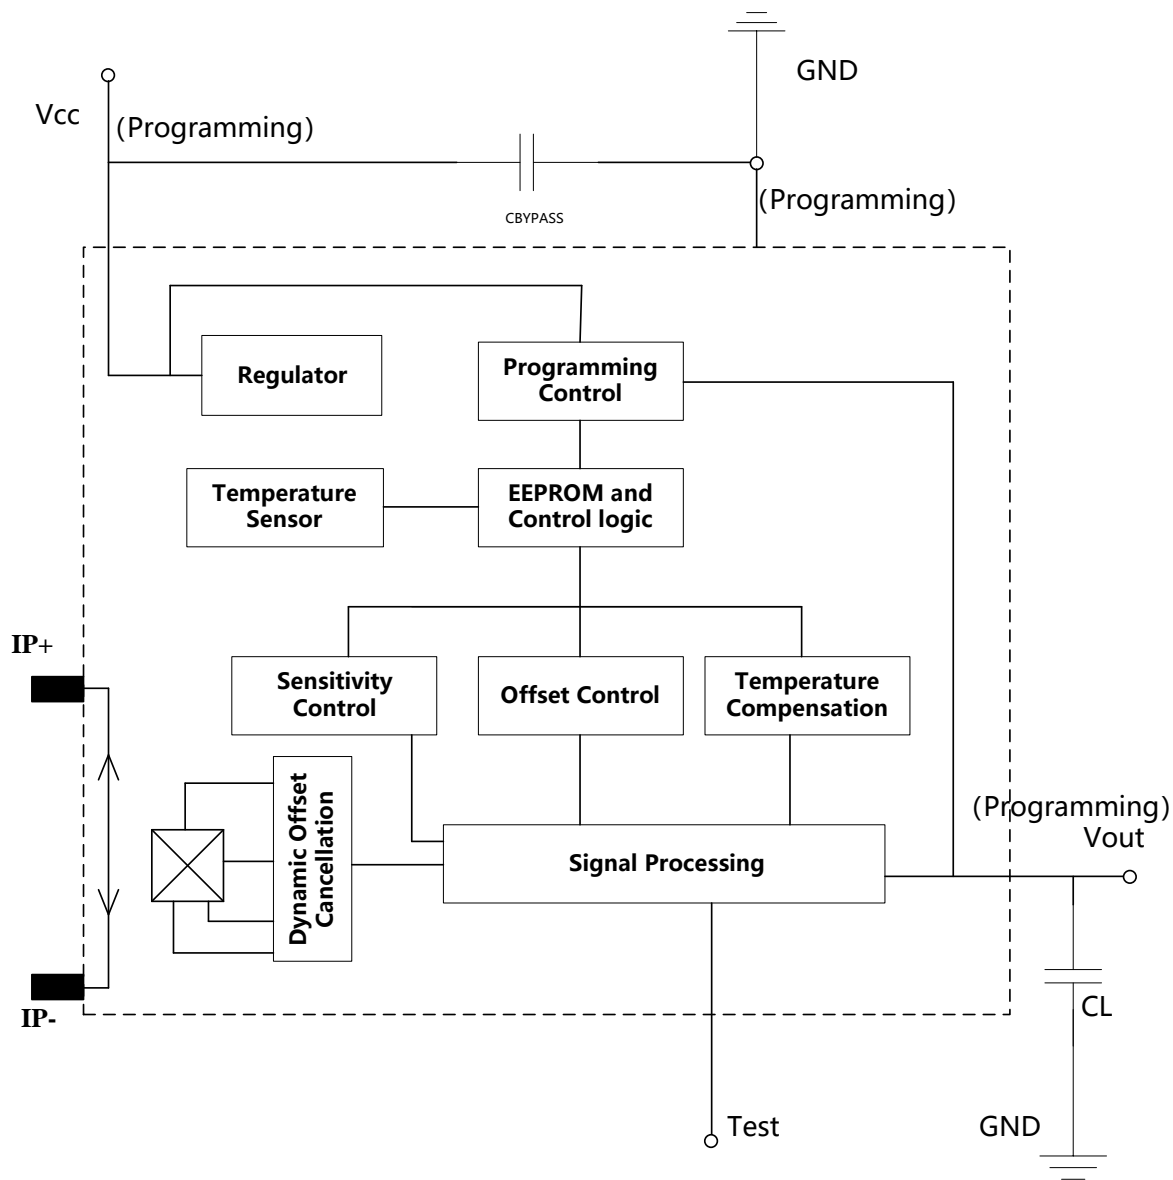 GND
Vcc
(Programming)
(Programming)
CBYPASS
Regulator
Programming
Control
Temperature
Sensor
EEPROM and
Control logic
IP+
Sensitivity
Control
Offset Control
Temperature
Compensation
Dynamic Offset
Cancellation
Signal Processing
(Programming)
Vout
IP-
CL
Test
GND